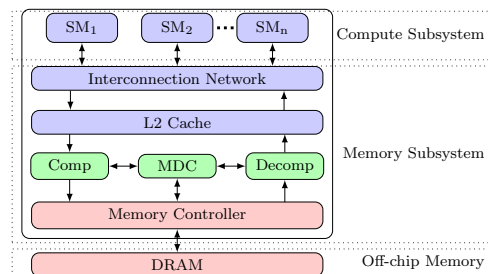 SM₁ SM₂ ••• SMₙ
Compute Subsystem
Interconnection Network
L2 Cache
Comp MDC Decomp
Memory Subsystem
Memory Controller
Off-chip Memory
DRAM